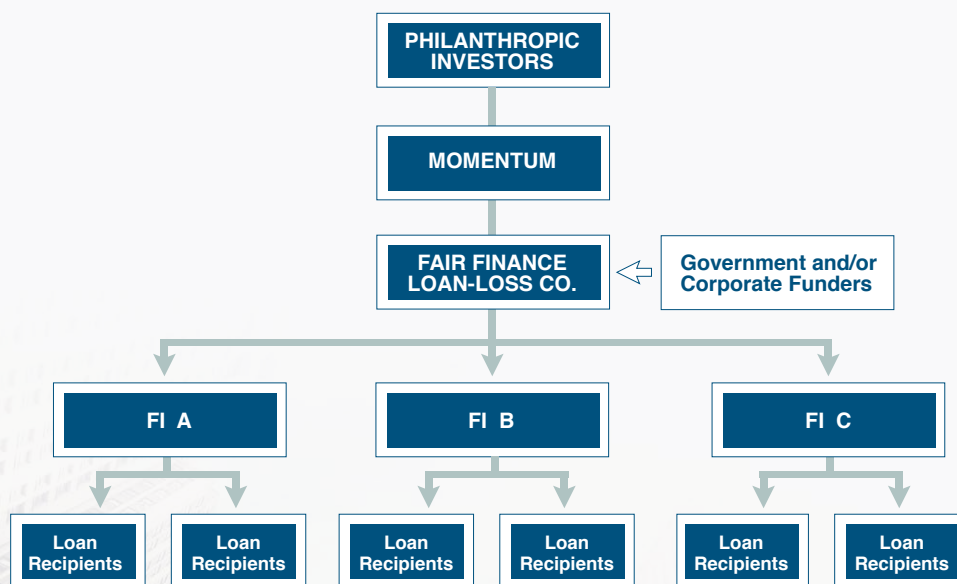 PHILANTHROPIC
INVESTORS
MOMENTUM
FAIR FINANCE
LOAN-LOSS CO.
Government and/or
Corporate Funders
FI A
FI B
FI C
Loan
Recipients
Loan
Recipients
Loan
Recipients
Loan
Recipients
Loan
Recipients
Loan
Recipients